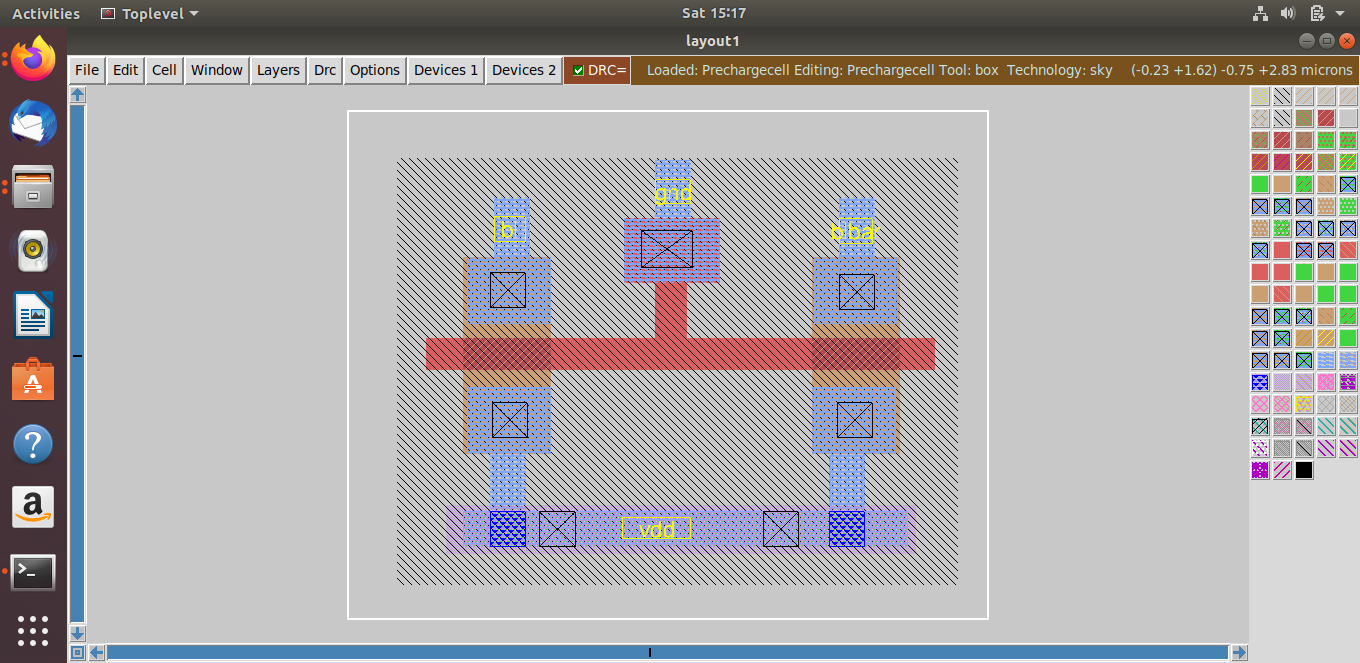 Activities Toplevel Sat 15:17
layout1
File Edit Cell Window Layers Drc Options Devices 1 Devices 2 DRC= Loaded: Prechargecell Editing: Prechargecell Tool: box Technology: sky (-0.23 +1.62) -0.75 +2.83 microns
gnd
b
b bar
vdd